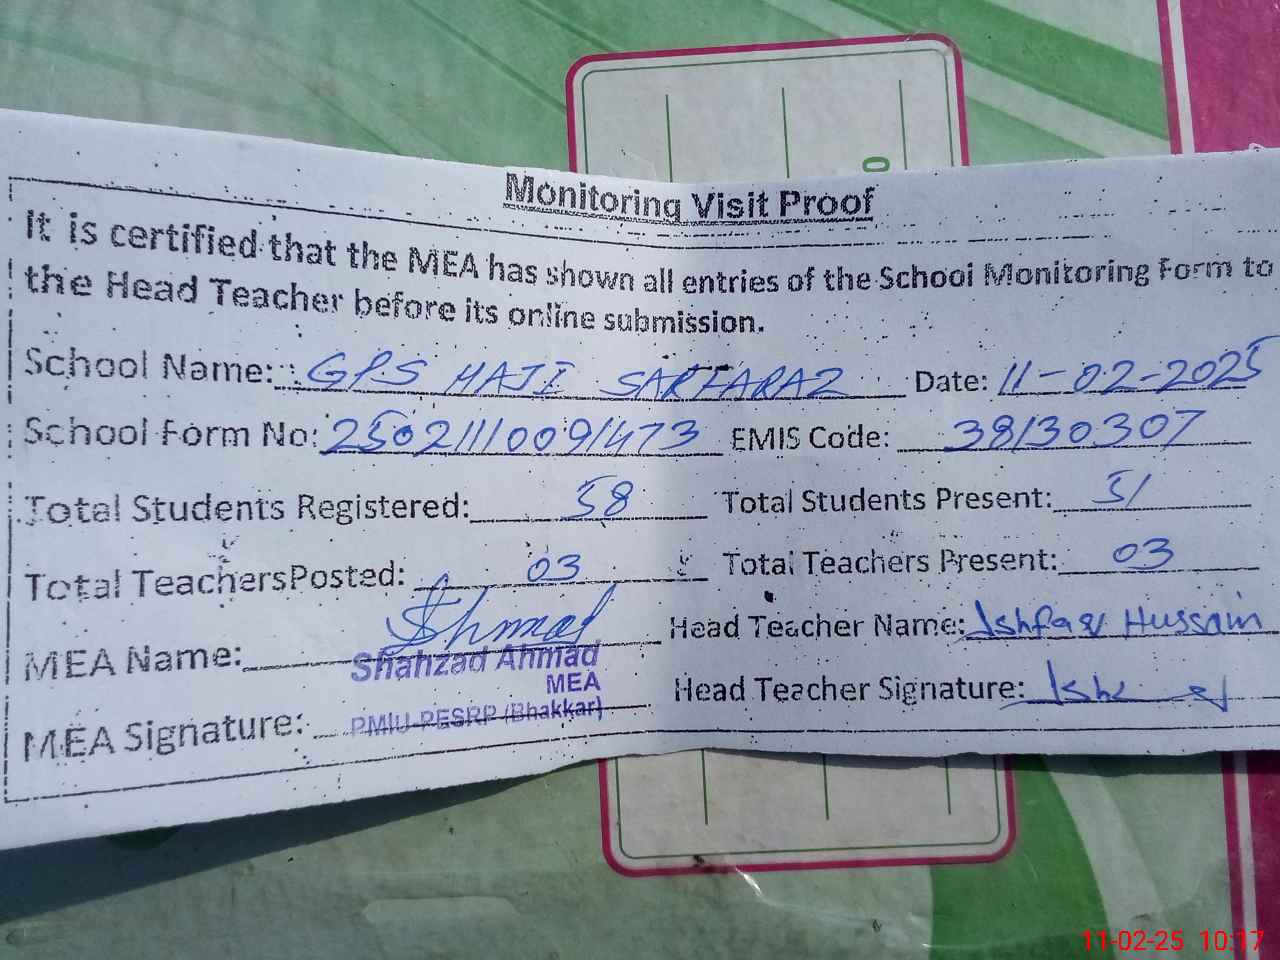 Monitoring Visit Proof
It is certified that the MEA has shown all entries of the School Monitoring Form to
the Head Teacher before its online submission.
School Name: GPS HAJI SARFARAZ Date: 11-02-2025
School Form No: 25021110091473 EMIS Code: 38130307
Total Students Registered: 58 Total Students Present: 51
Total TeachersPosted: 03 Total Teachers Present: 03
MEA Name: Head Teacher Name: Ishfaq Hussain
Shahzad Ahmad
MEA
PMIU-PESRP (Bhakkar)
MEA Signature: Head Teacher Signature:
11-02-25 10:17